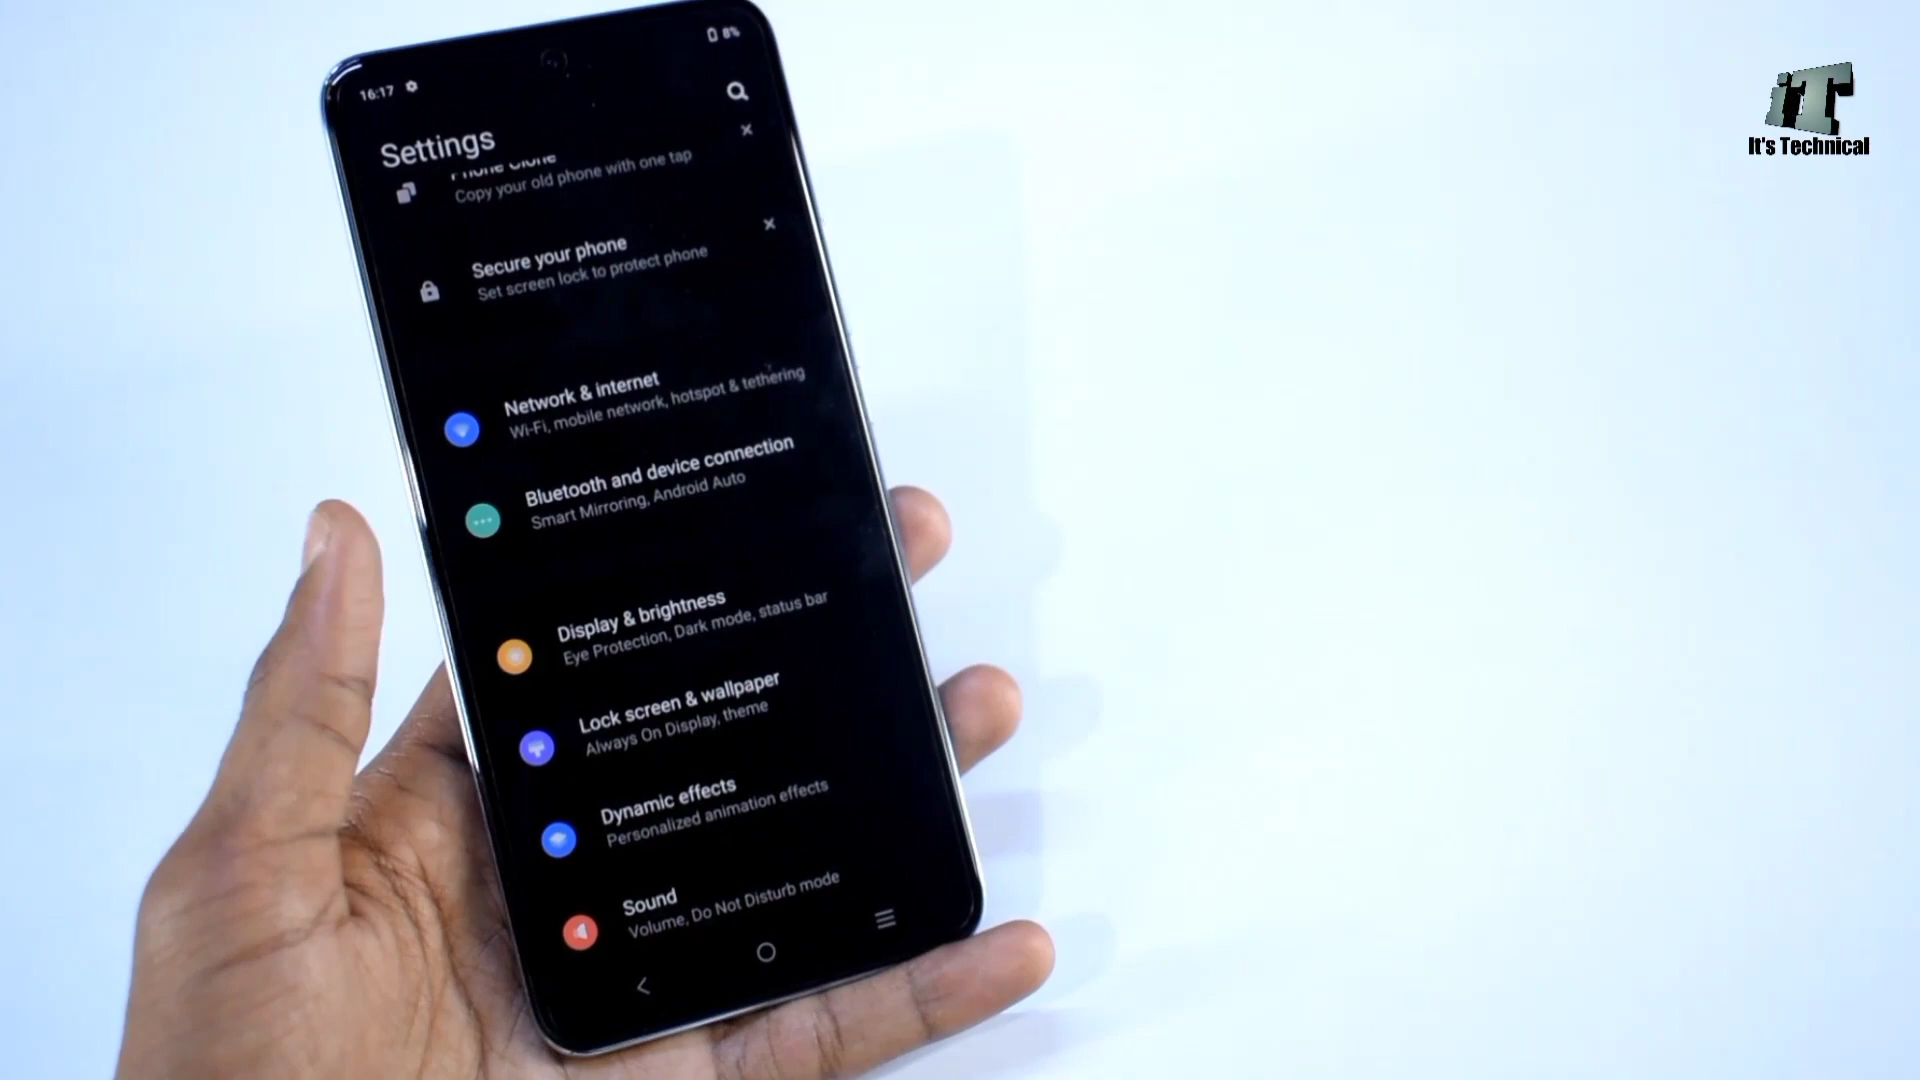 16:17
8%
Settings
Phone Clone
Copy your old phone with one tap
Secure your phone
Set screen lock to protect phone
Network & internet
Wi-Fi, mobile network, hotspot & tethering
Bluetooth and device connection
Smart Mirroring, Android Auto
Display & brightness
Eye Protection, Dark mode, status bar
Lock screen & wallpaper
Always On Display, theme
Dynamic effects
Personalized animation effects
Sound
Volume, Do Not Disturb mode
iT
It's Technical